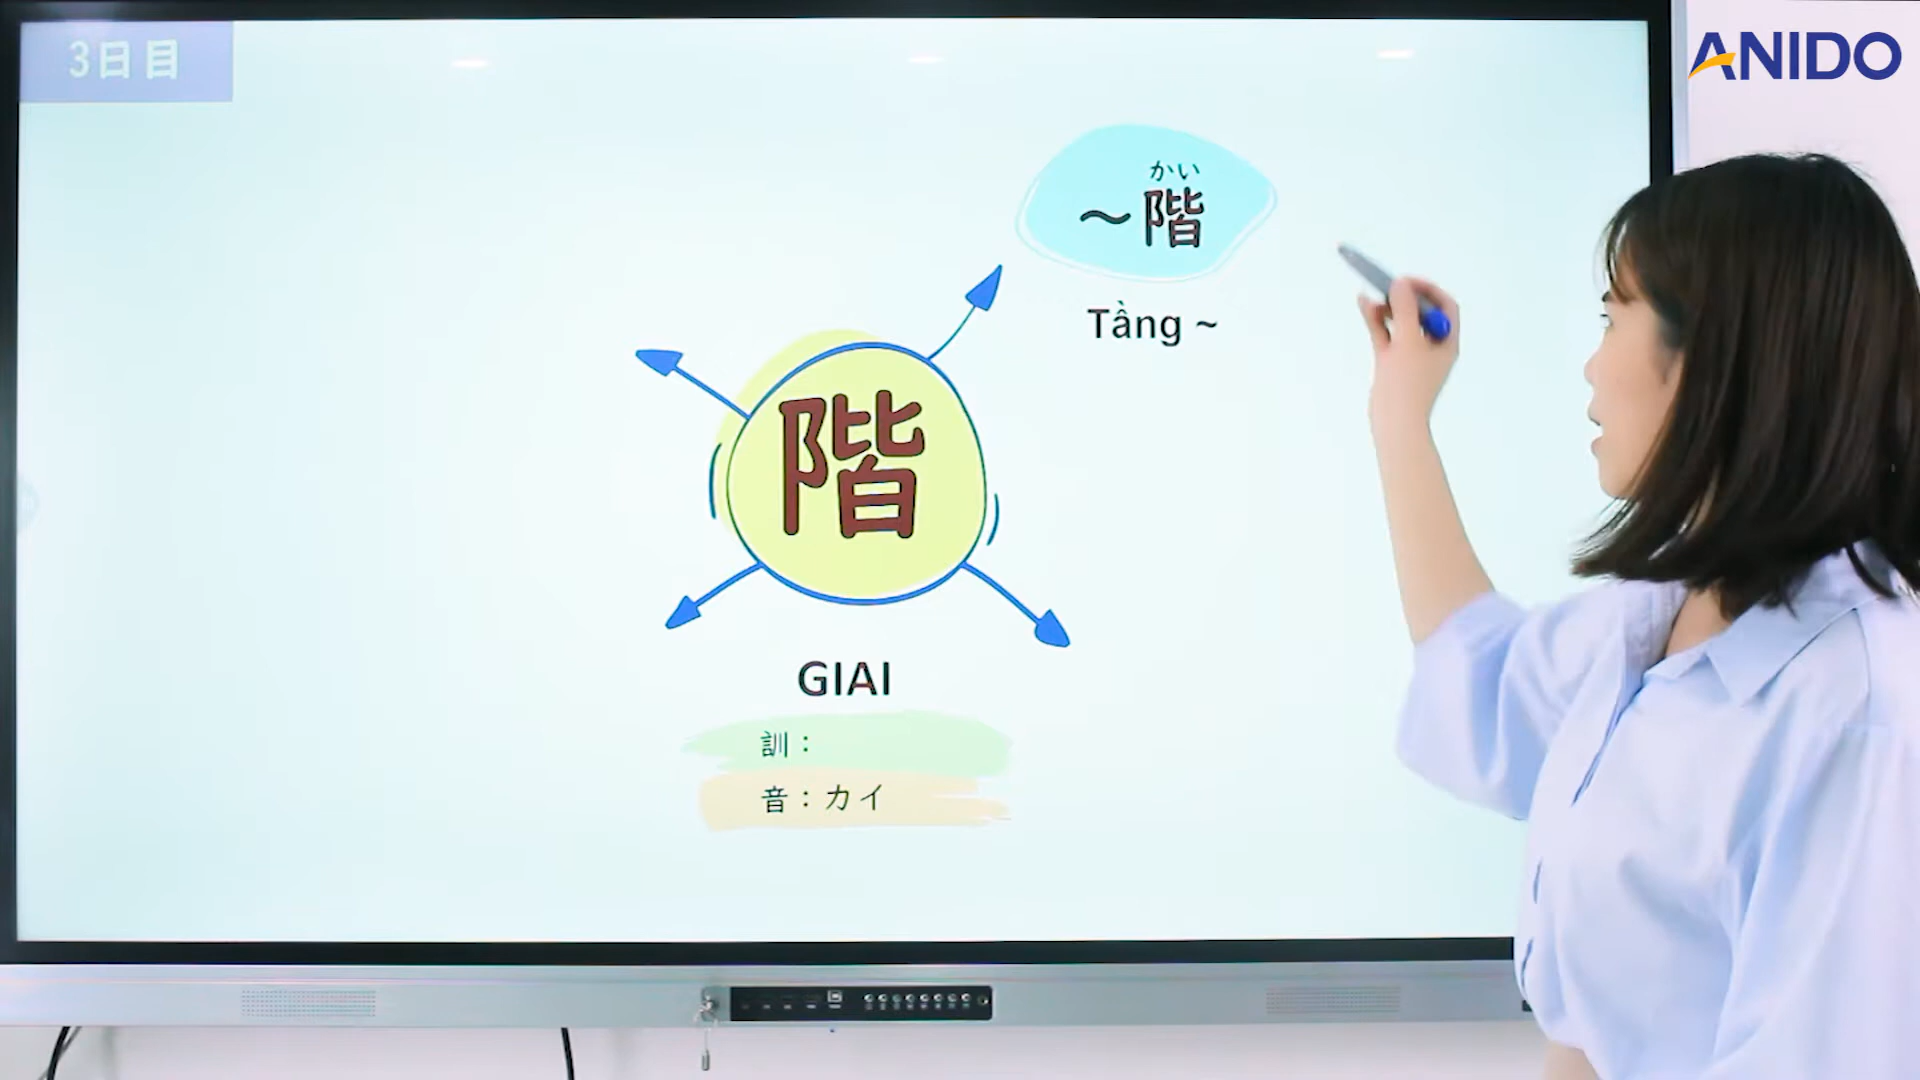 3日目
ANIDO
かい
～階
Tầng ~
階
GIAI
訓：
音：カイ